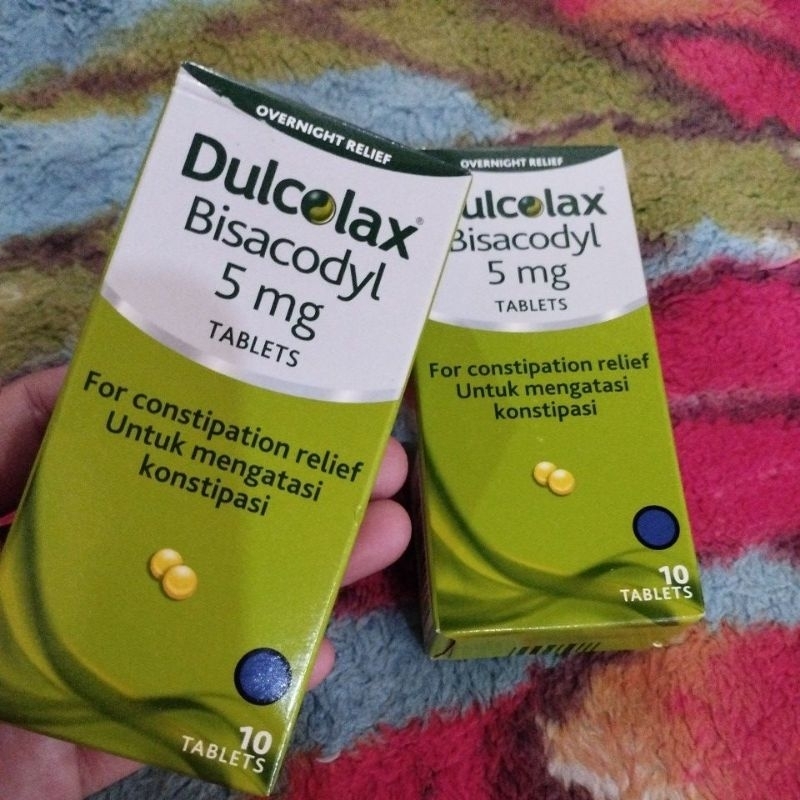 OVERNIGHT RELIEF
Dulcolax®
Bisacodyl
5 mg
TABLETS
For constipation relief
Untuk mengatasi
konstipasi
10
TABLETS
OVERNIGHT RELIEF
ulcolax®
Bisacodyl
5 mg
TABLETS
For constipation relief
Untuk mengatasi
konstipasi
10
TABLETS